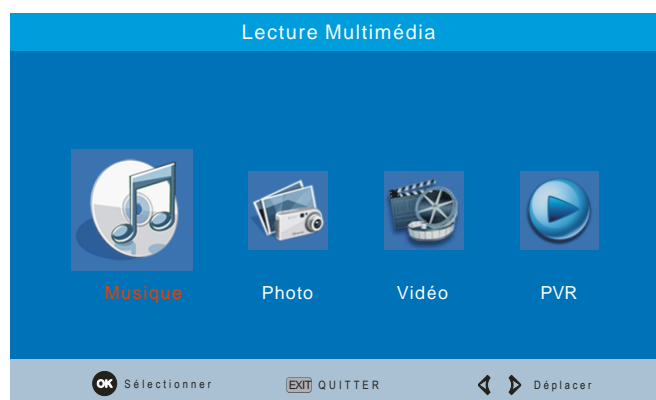 Lecture Multimédia
Musique Photo Vidéo PVR
OK Sélectionner EXIT QUITTER Déplacer